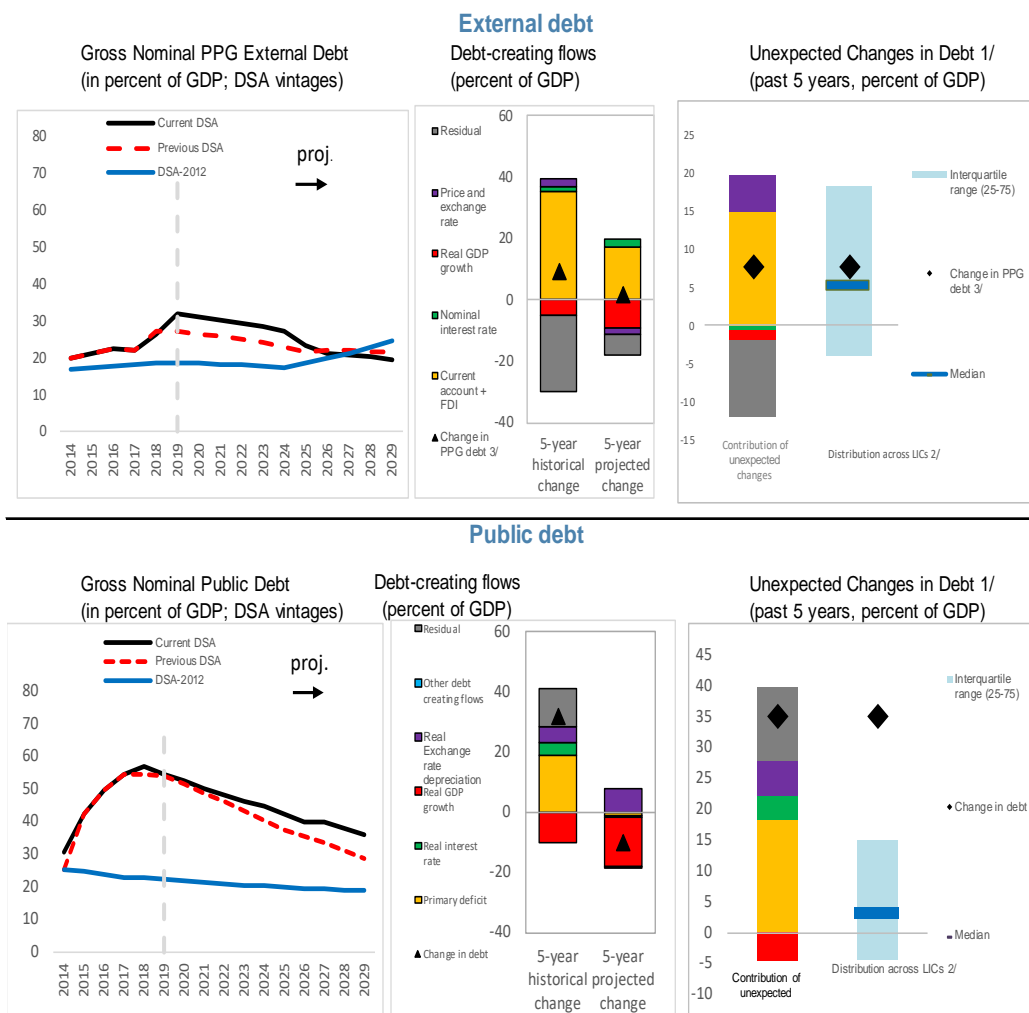 External debt
Gross Nominal PPG External Debt
(in percent of GDP; DSA vintages)
Current DSA
Previous DSA
DSA-2012
proj.
80
70
60
50
40
30
20
10
0
2014
2015
2016
2017
2018
2019
2020
2021
2022
2023
2024
2025
2026
2027
2028
2029
Debt-creating flows
(percent of GDP)
Residual
Price and
exchange
rate
Real GDP
growth
Nominal
interest rate
Current
account +
FDI
Change in
PPG debt 3/
60
40
20
0
-20
-40
5-year
historical
change
5-year
projected
change
Unexpected Changes in Debt 1/
(past 5 years, percent of GDP)
25
20
15
10
5
0
-5
-10
-15
Interquartile
range (25-75)
Change in PPG
debt 3/
Median
Contribution of
unexpected
changes
Distribution across LICs 2/
Public debt
Gross Nominal Public Debt
(in percent of GDP; DSA vintages)
Current DSA
Previous DSA
DSA-2012
proj.
80
70
60
50
40
30
20
10
0
2014
2015
2016
2017
2018
2019
2020
2021
2022
2023
2024
2025
2026
2027
2028
2029
Debt-creating flows
(percent of GDP)
Residual
Other debt
creating flows
Real
Exchange
rate
depreciation
Real GDP
growth
Real interest
rate
Primary deficit
Change in debt
60
40
20
0
-20
-40
5-year
historical
change
5-year
projected
change
Unexpected Changes in Debt 1/
(past 5 years, percent of GDP)
45
40
35
30
25
20
15
10
5
0
-5
-10
Interquartile
range (25-75)
Change in debt
Median
Contribution of
unexpected
Distribution across LICs 2/